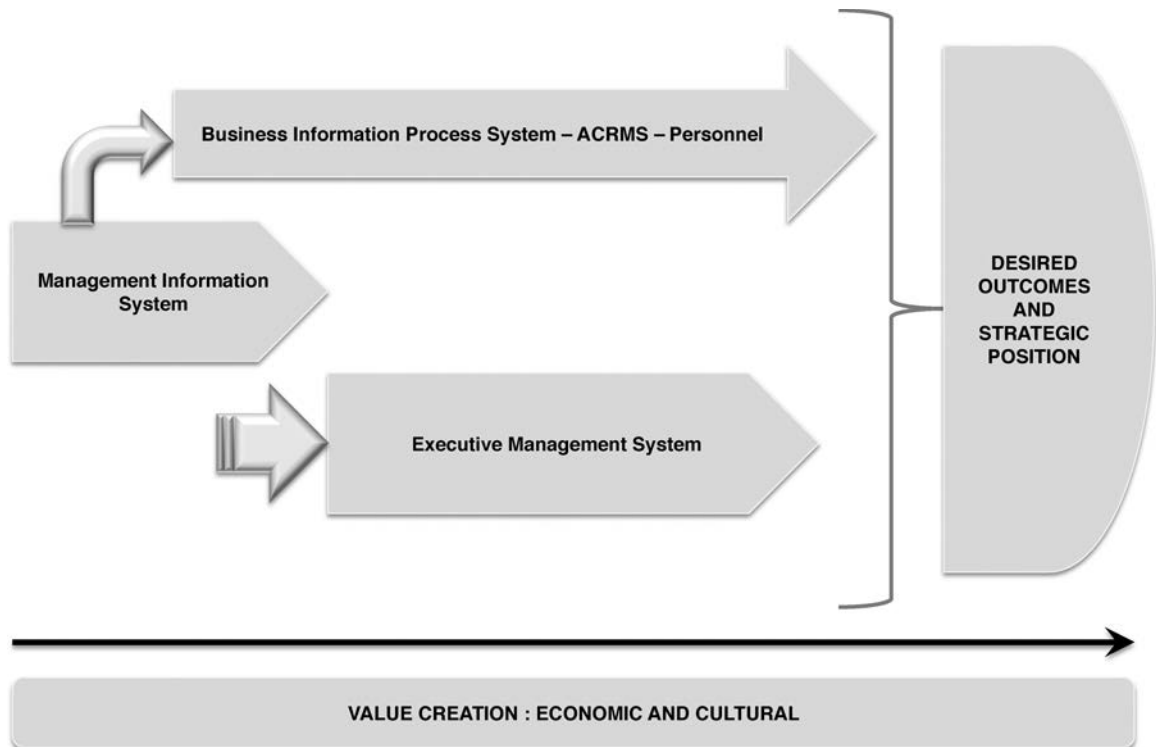 Business Information Process System – ACRMS – Personnel
Management Information
System
Executive Management System
DESIRED
OUTCOMES
AND
STRATEGIC
POSITION
VALUE CREATION : ECONOMIC AND CULTURAL